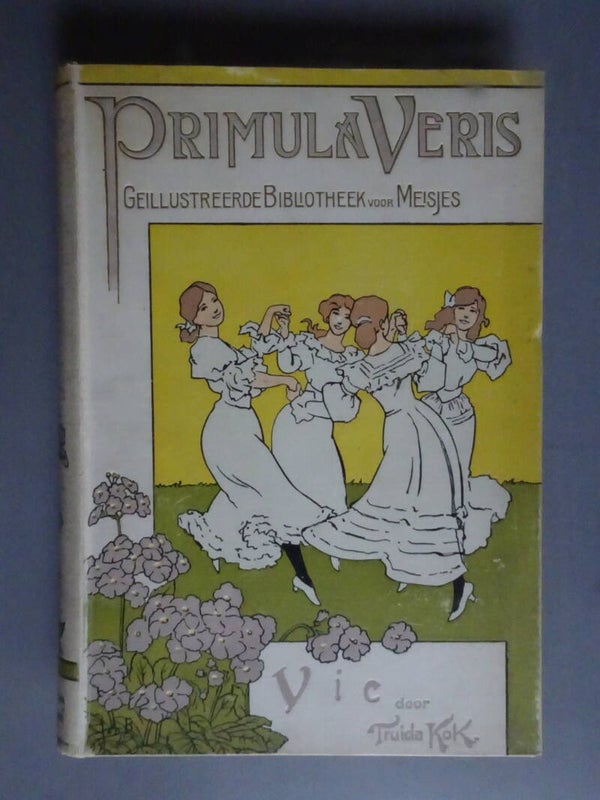 PRIMULA VERIS
GEILLUSTREERDE BIBLIOTHEEK VOOR MEISJES
Vic
door
Truida Kok.